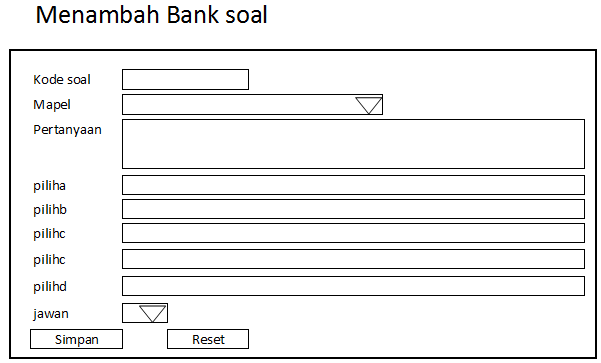 Menambah Bank soal
Kode soal
Mapel
Pertanyaan
piliha
pilihb
pilihc
pilihc
pilihd
jawan
Simpan Reset